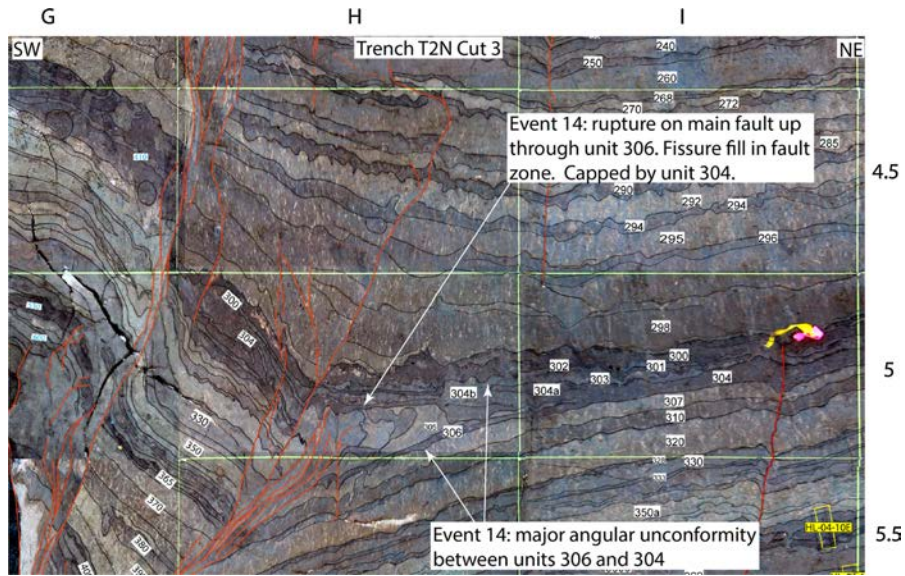 G
H
I
SW
Trench T2N Cut 3
NE
240
250
260
268
270
272
Event 14: rupture on main fault up
through unit 306. Fissure fill in fault
zone. Capped by unit 304.
285
4.5
290
292
294
294
295
296
300
304
298
300
302
301
5
303
304
304b
304a
307
306
310
320
330
330
350
365
350a
370
HL-04-10E
Event 14: major angular unconformity
between units 306 and 304
380
5.5